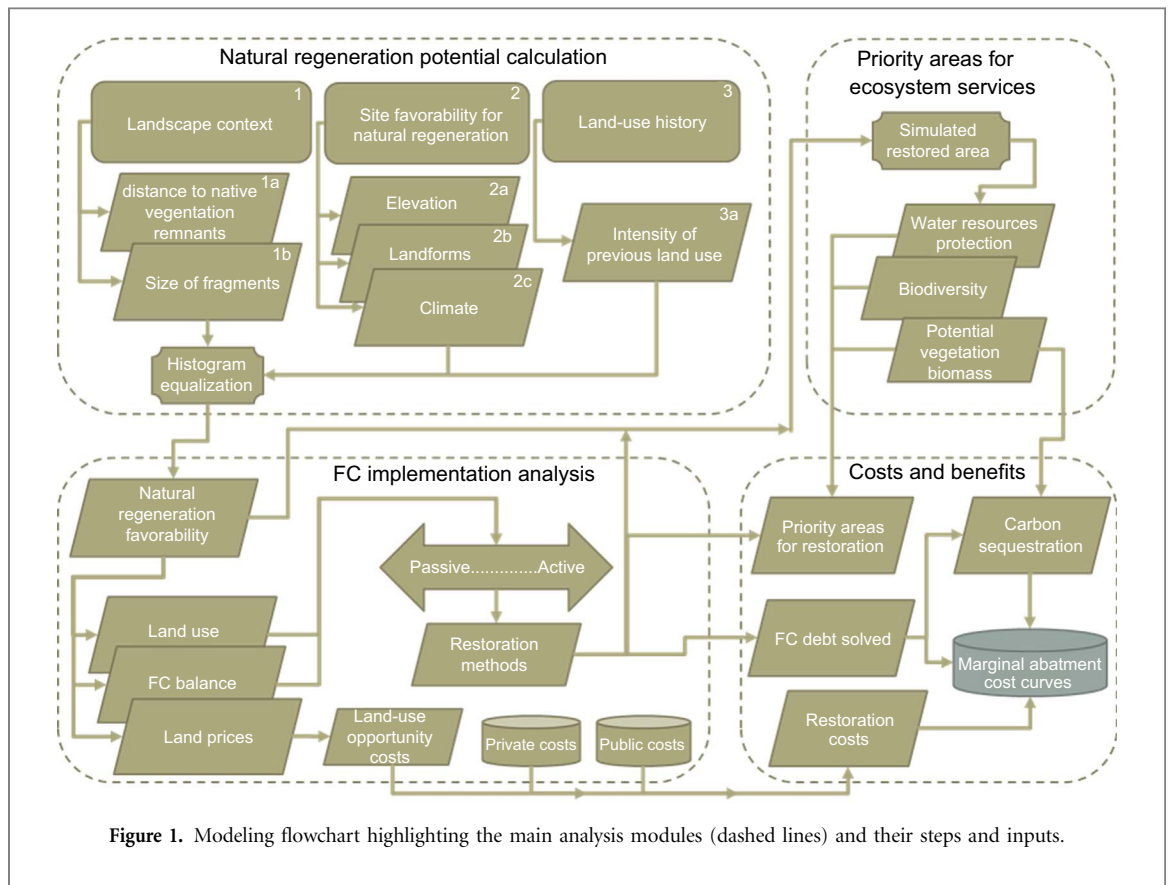 Natural regeneration potential calculation
1
Landscape context
2
Site favorability for
natural regeneration
3
Land-use history
1a
distance to native
vegentation
remnants
1b
Size of fragments
2a
Elevation
2b
Landforms
2c
Climate
3a
Intensity of
previous land use
Histogram
equalization
Priority areas for
ecosystem services
Simulated
restored area
Water resources
protection
Biodiversity
Potential
vegetation
biomass
FC implementation analysis
Natural
regeneration
favorability
Passive..............Active
Land use
FC balance
Land prices
Restoration
methods
Land-use
opportunity
costs
Private costs
Public costs
Costs and benefits
Priority areas
for restoration
Carbon
sequestration
FC debt solved
Marginal abatment
cost curves
Restoration
costs
Figure 1. Modeling flowchart highlighting the main analysis modules (dashed lines) and their steps and inputs.